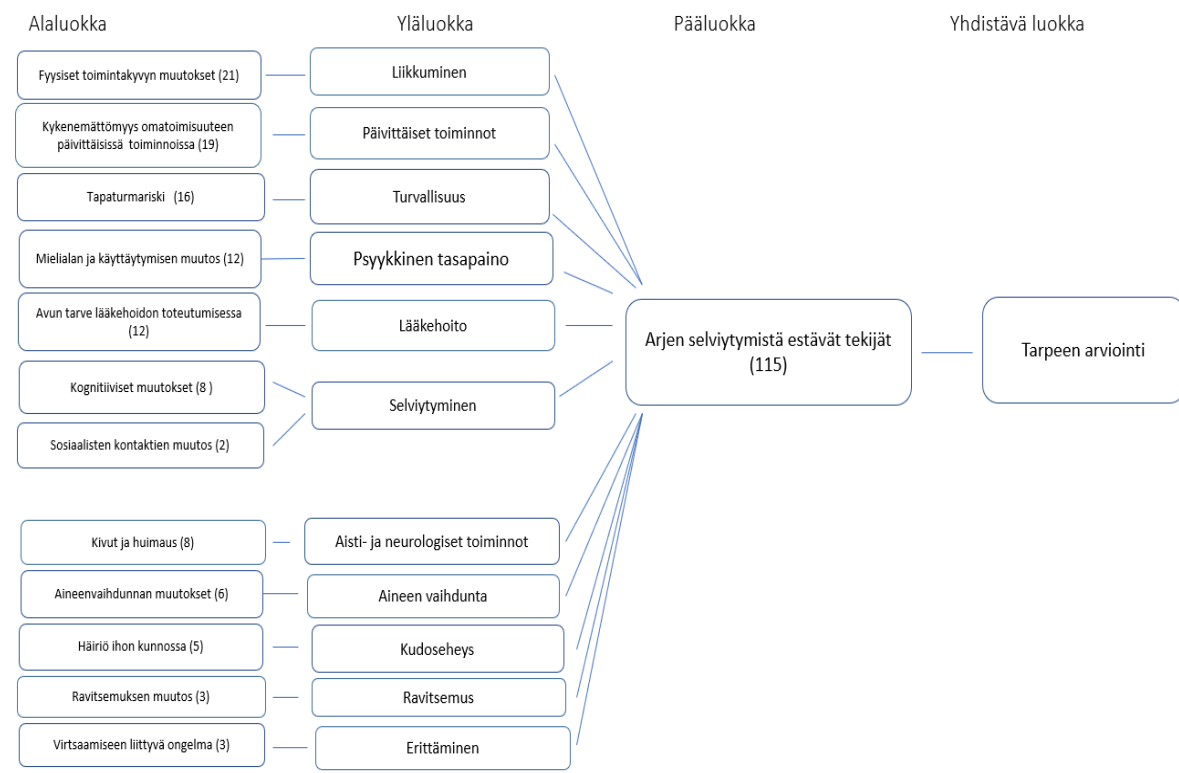 Alaluokka Yläluokka Pääluokka Yhdistävä luokka
Fyysiset toimintakyvyn muutokset (21)
Liikkuminen
Kykenemättömyys omatoimisuuteen
päivittäisissä toiminnoissa (19)
Päivittäiset toiminnot
Tapaturmariski (16)
Turvallisuus
Mielialan ja käyttäytymisen muutos (12)
Psyykkinen tasapaino
Avun tarve lääkehoidon toteutumisessa
(12)
Lääkehoito
Kognitiiviset muutokset (8 )
Sosiaalisten kontaktien muutos (2)
Selviytyminen
Kivut ja huimaus (8)
Aisti- ja neurologiset toiminnot
Aineenvaihdunnan muutokset (6)
Aineen vaihdunta
Häiriö ihon kunnossa (5)
Kudoseheys
Ravitsemuksen muutos (3)
Ravitsemus
Virtsaamiseen liittyvä ongelma (3)
Erittäminen
Arjen selviytymistä estävät tekijät
(115)
Tarpeen arviointi